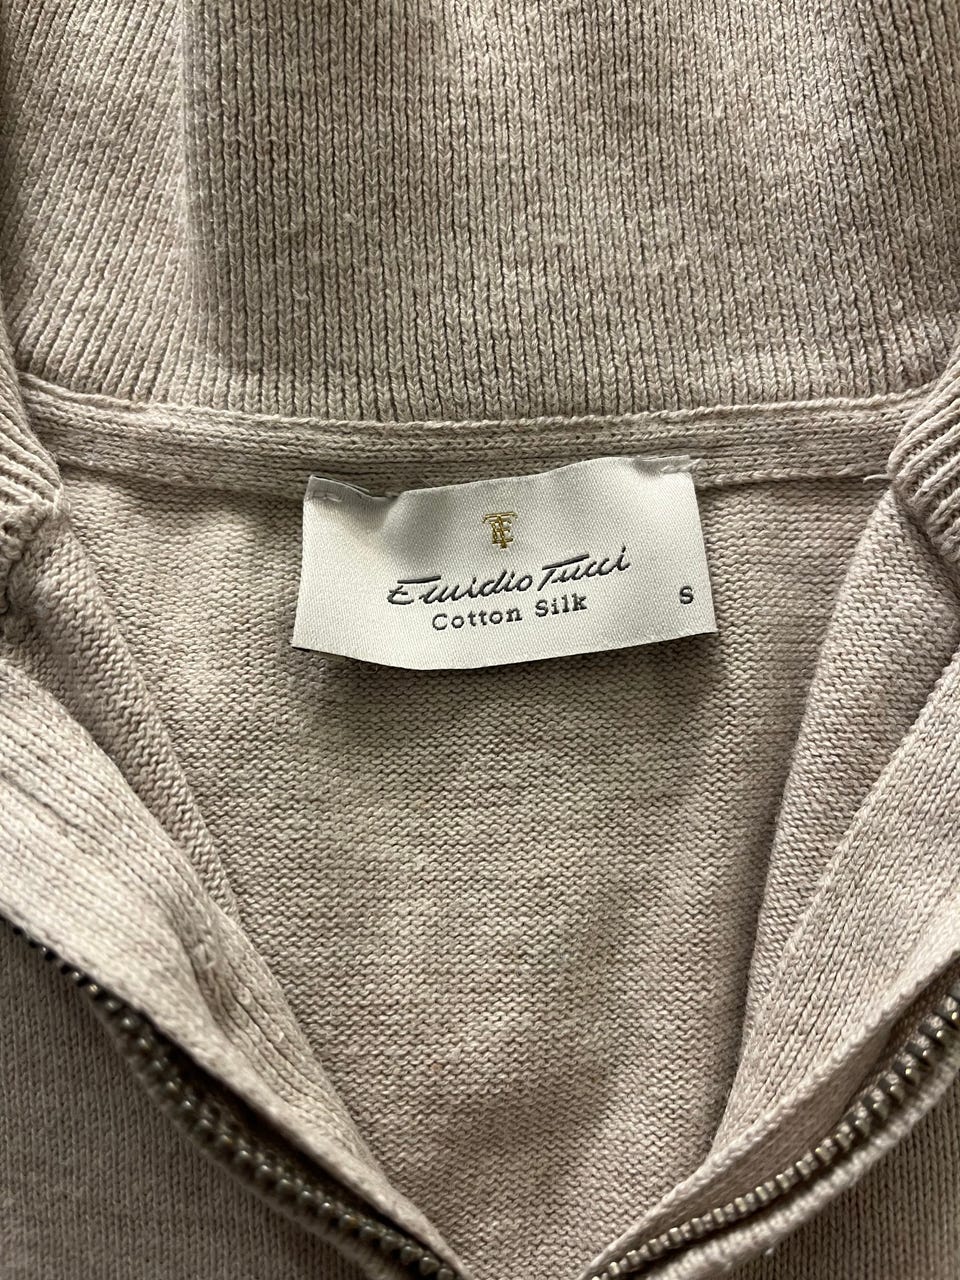 Emidio Tucci
Cotton Silk
S